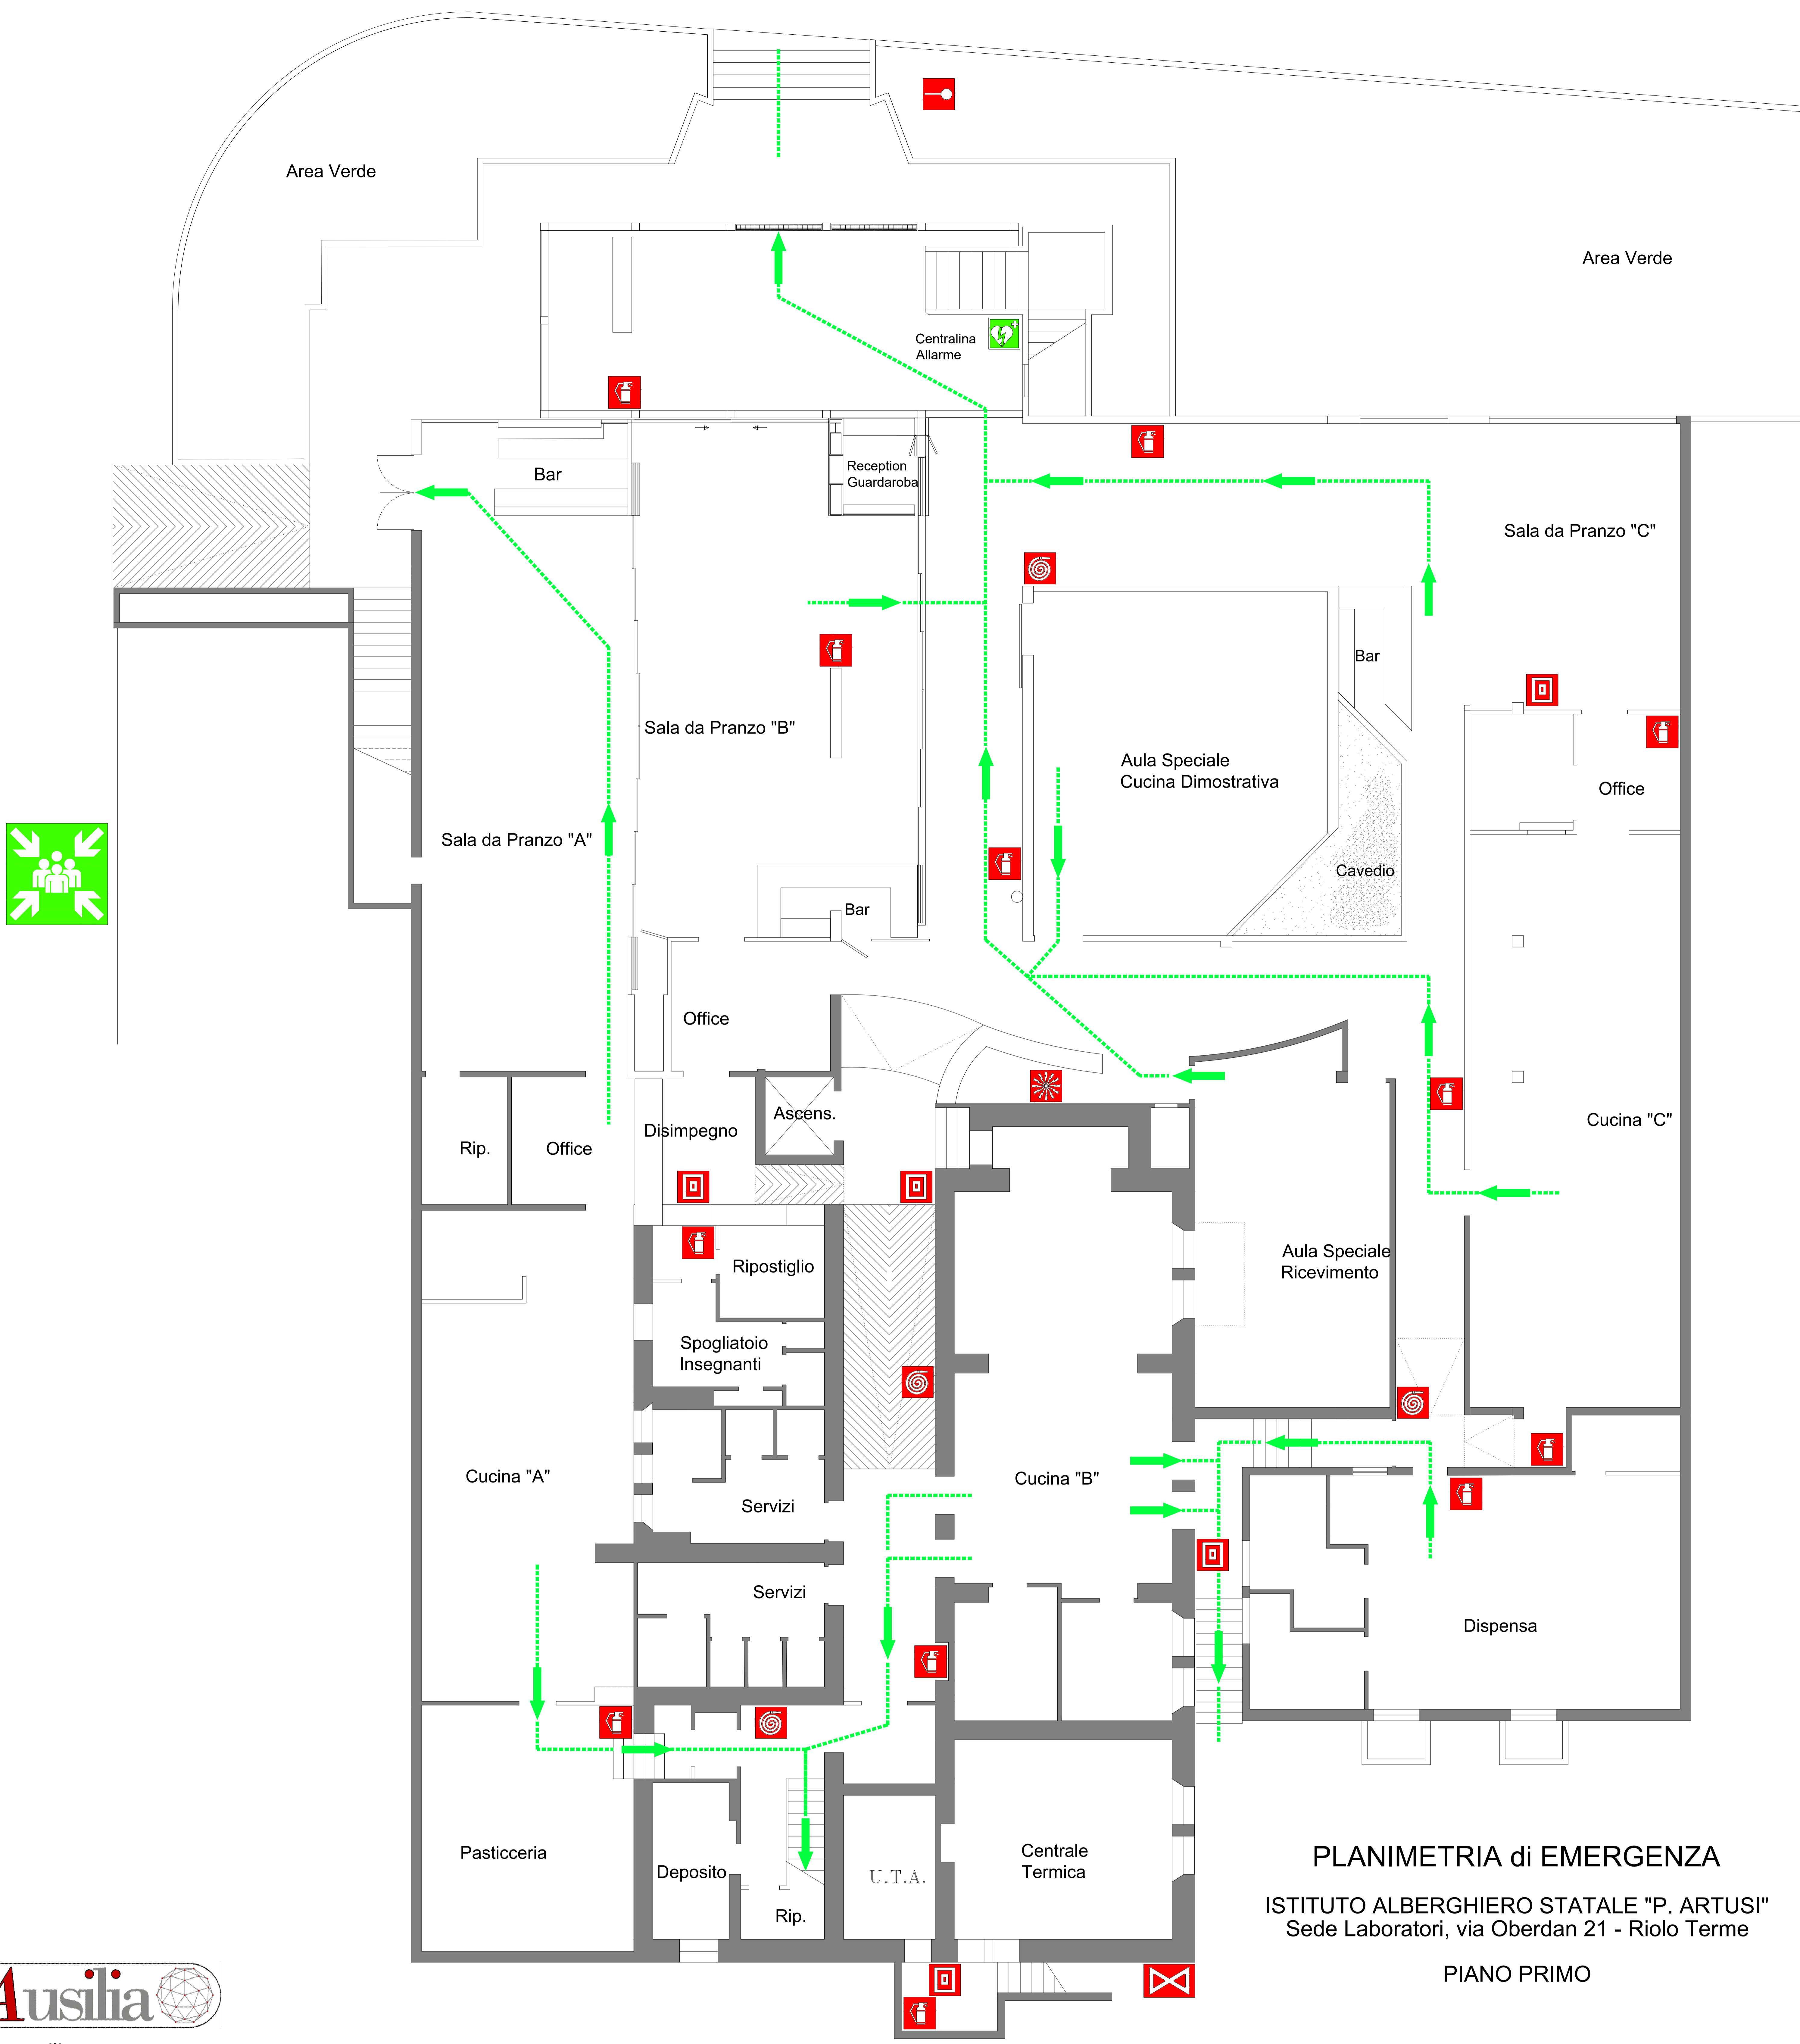 Area Verde
Area Verde
Centralina
Allarme
Bar
Reception
Guardaroba
Sala da Pranzo "C"
Bar
Sala da Pranzo "B"
Aula Speciale
Cucina Dimostrativa
Office
Sala da Pranzo "A"
Cavedio
Bar
Office
Ascens.
Disimpegno
Cucina "C"
Rip.
Office
Aula Speciale
Ricevimento
Ripostiglio
Spogliatoio
Insegnanti
Cucina "A"
Cucina "B"
Servizi
Servizi
Dispensa
Pasticceria
Deposito
U.T.A.
Centrale
Termica
Rip.
PLANIMETRIA di EMERGENZA
ISTITUTO ALBERGHIERO STATALE "P. ARTUSI"
Sede Laboratori, via Oberdan 21 - Riolo Terme
PIANO PRIMO
Ausilia